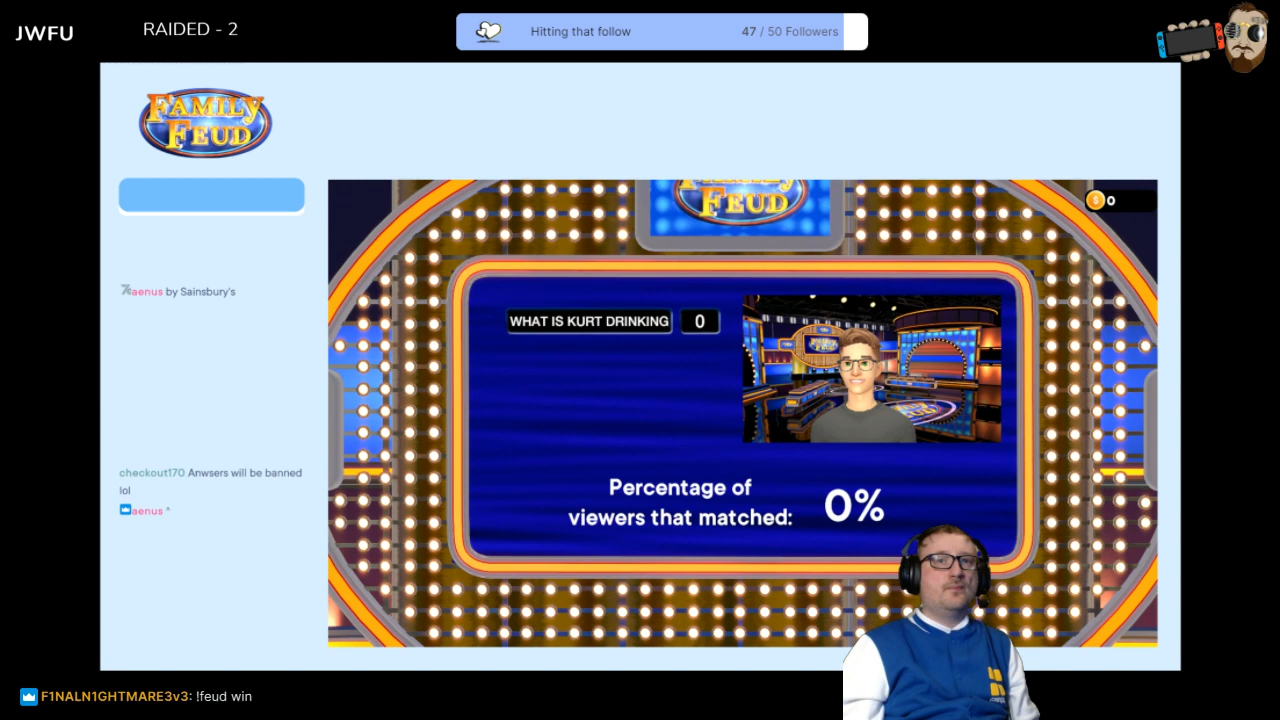 JWFU
RAIDED - 2
Hitting that follow
47 / 50 Followers
FAMILY
FEUD
FAMILY
FEUD
$ 0
aenus by Sainsbury's
WHAT IS KURT DRINKING
0
checkout170 Anwsers will be banned
lol
aenus ^
Percentage of
viewers that matched:
0%
F1NALN1GHTMARE3v3: !feud win